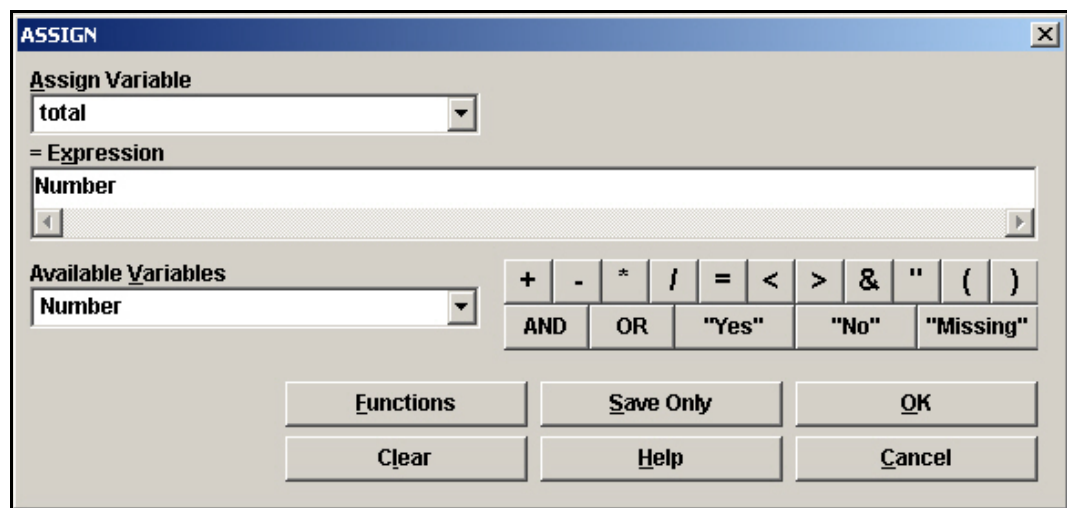 ASSIGN
Assign Variable
total
= Expression
Number
Available Variables
Number
+ - * / = < > & " ( )
AND OR "Yes" "No" "Missing"
Functions Save Only OK
Clear Help Cancel